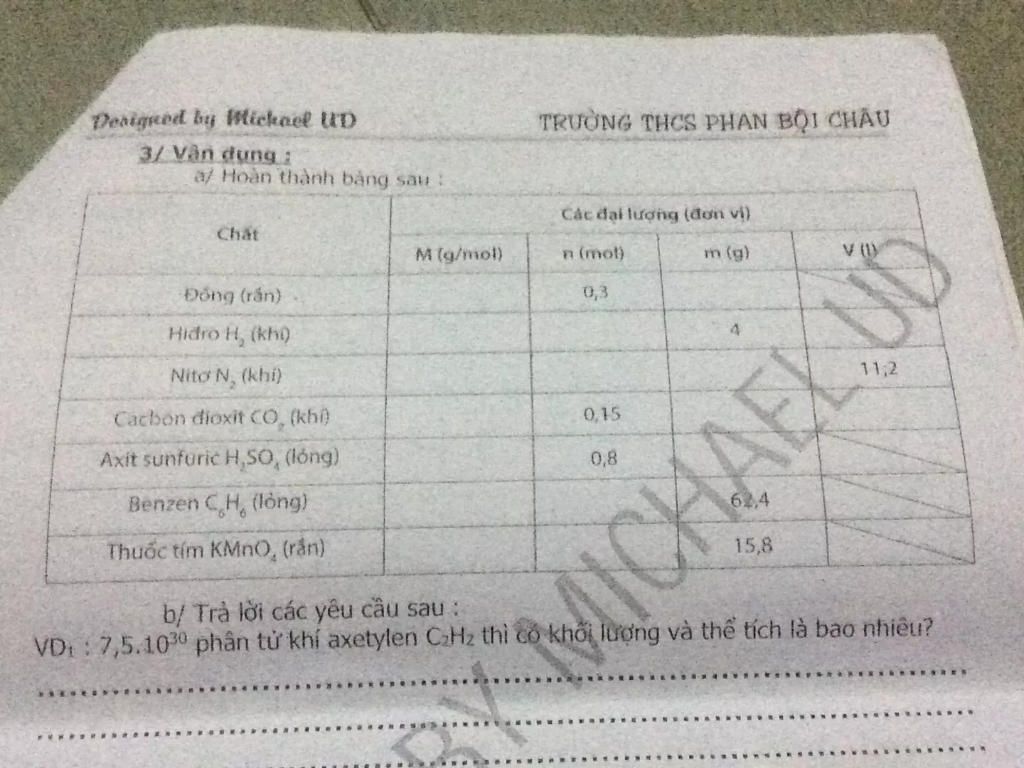 Designed by Michael UD
TRƯỜNG THCS PHAN BỘI CHÂU
3/ Vận dụng :
a/ Hoàn thành bảng sau :
Chất
Các đại lượng (đơn vị)
M (g/mol) n (mol) m (g) V (l)
Đồng (rắn) 0,3
Hiđro H₂ (khí) 4
Nitơ N₂ (khí) 11,2
Cacbon đioxit CO₂ (khí) 0,15
Axit sunfuric H₂SO₄ (lỏng) 0,8
Benzen C₆H₆ (lỏng) 62,4
Thuốc tím KMnO₄ (rắn) 15,8
b/ Trả lời các yêu cầu sau :
VD₁ : 7,5.10³⁰ phân tử khí axetylen C₂H₂ thì có khối lượng và thể tích là bao nhiêu?
BY MICHAEL UD